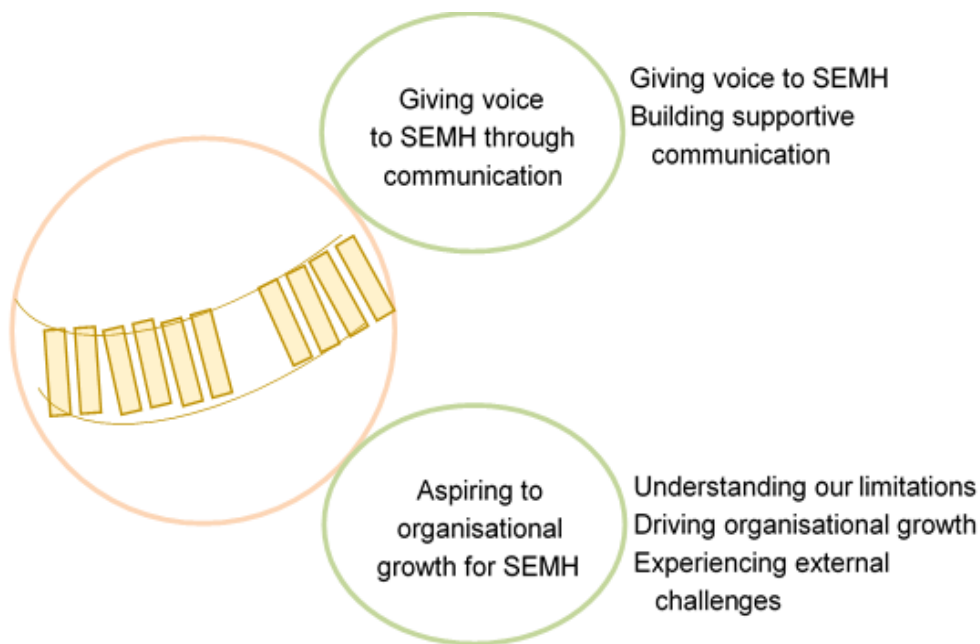 Giving voice
to SEMH through
communication
Giving voice to SEMH
Building supportive
communication
Aspiring to
organisational
growth for SEMH
Understanding our limitations
Driving organisational growth
Experiencing external
challenges